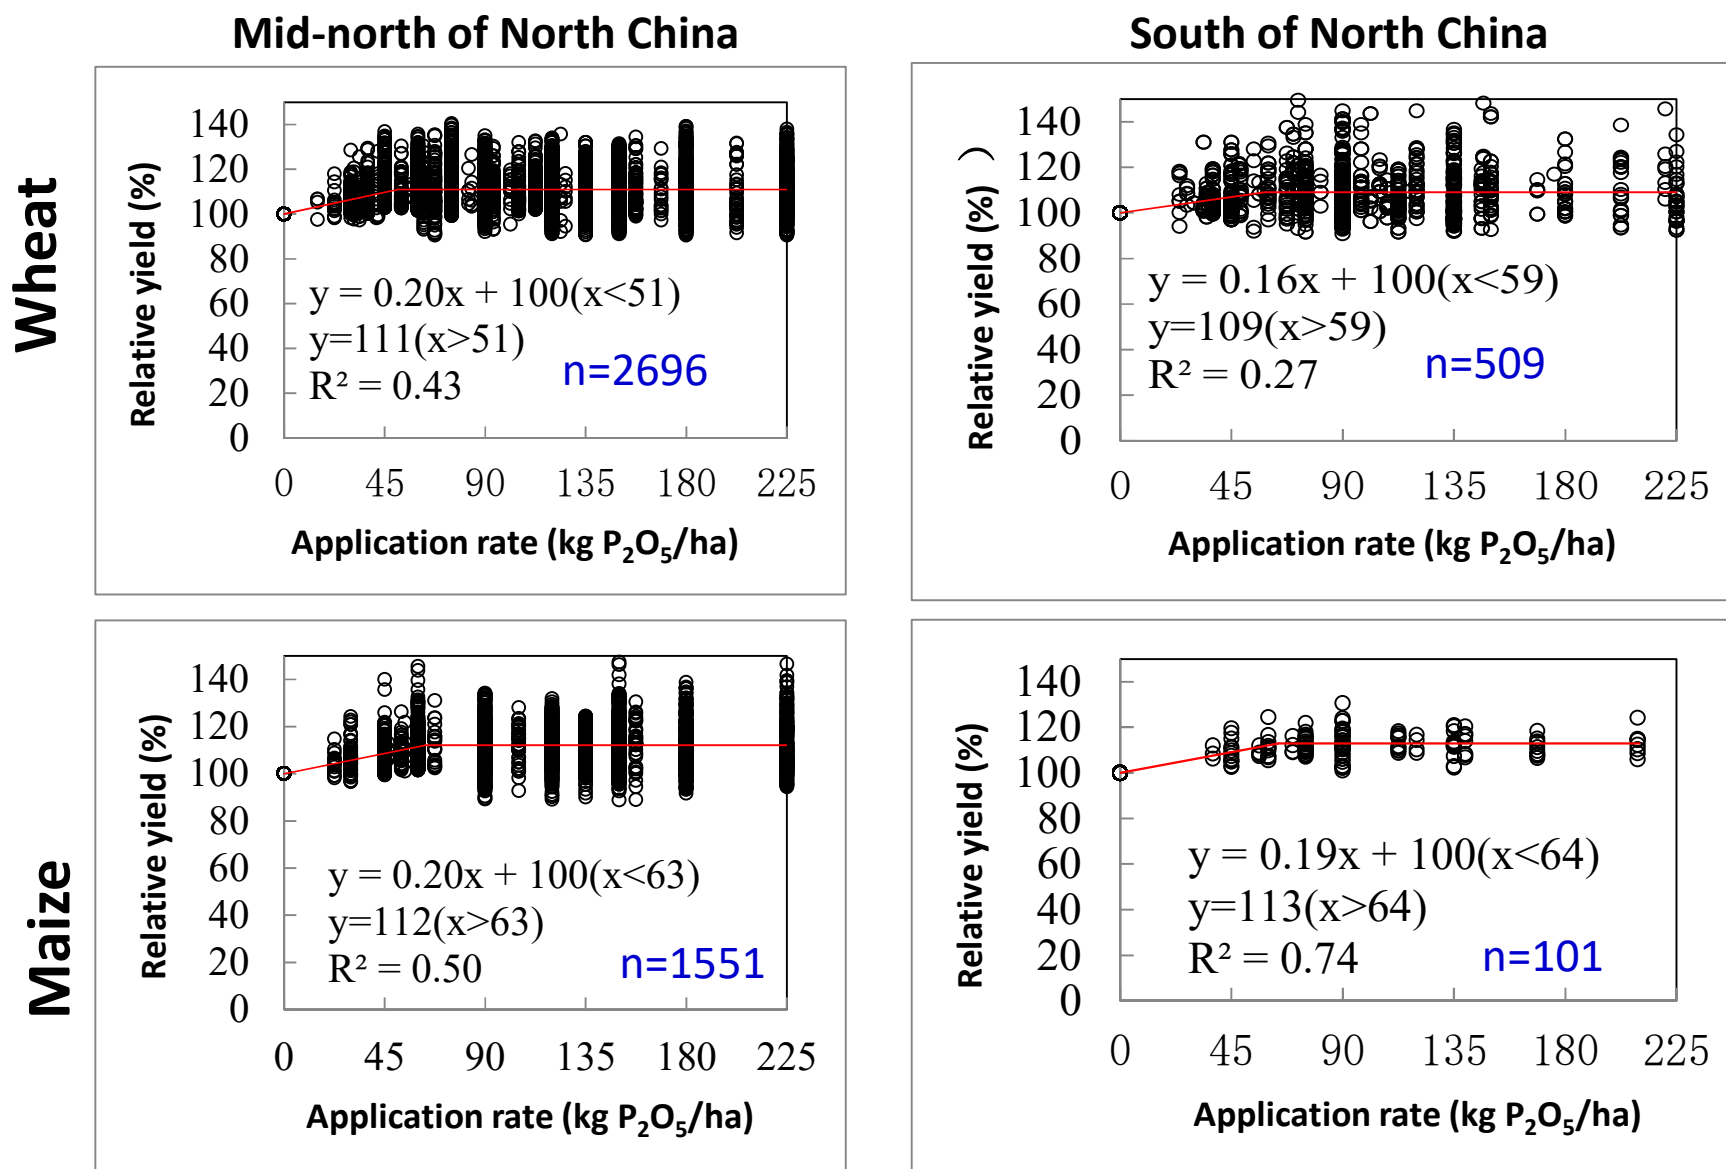 Mid-north of North China
South of North China
Wheat
Relative yield (%)
140
120
100
80
60
40
20
0
y = 0.20x + 100(x<51)
y=111(x>51)
R² = 0.43
n=2696
0 45 90 135 180 225
Application rate (kg P₂O₅/ha)
Relative yield (%)
140
120
100
80
60
40
20
0
y = 0.16x + 100(x<59)
y=109(x>59)
R² = 0.27
n=509
0 45 90 135 180 225
Application rate (kg P₂O₅/ha)
Maize
Relative yield (%)
140
120
100
80
60
40
20
0
y = 0.20x + 100(x<63)
y=112(x>63)
R² = 0.50
n=1551
0 45 90 135 180 225
Application rate (kg P₂O₅/ha)
Relative yield (%)
140
120
100
80
60
40
20
0
y = 0.19x + 100(x<64)
y=113(x>64)
R² = 0.74
n=101
0 45 90 135 180 225
Application rate (kg P₂O₅/ha)